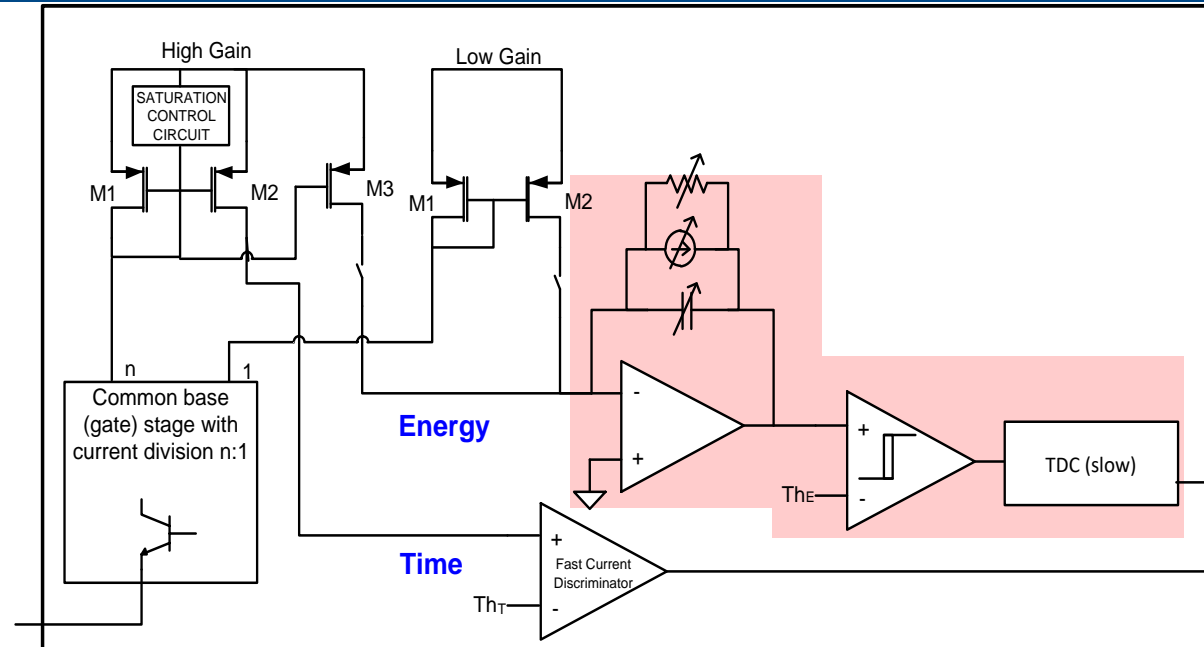 High Gain
Low Gain
SATURATION
CONTROL
CIRCUIT
M1
M2
M3
M1
M2
n
1
Common base
(gate) stage with
current division n:1
Energy
-
+
+
-
ThE
TDC (slow)
Time
+
Fast Current
Discriminator
-
ThT